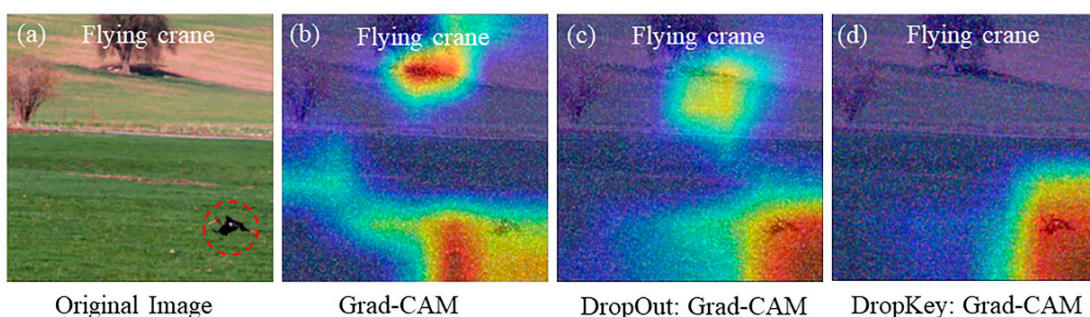 (a) Flying crane
(b) Flying crane
(c) Flying crane
(d) Flying crane
Original Image
Grad-CAM
DropOut: Grad-CAM
DropKey: Grad-CAM